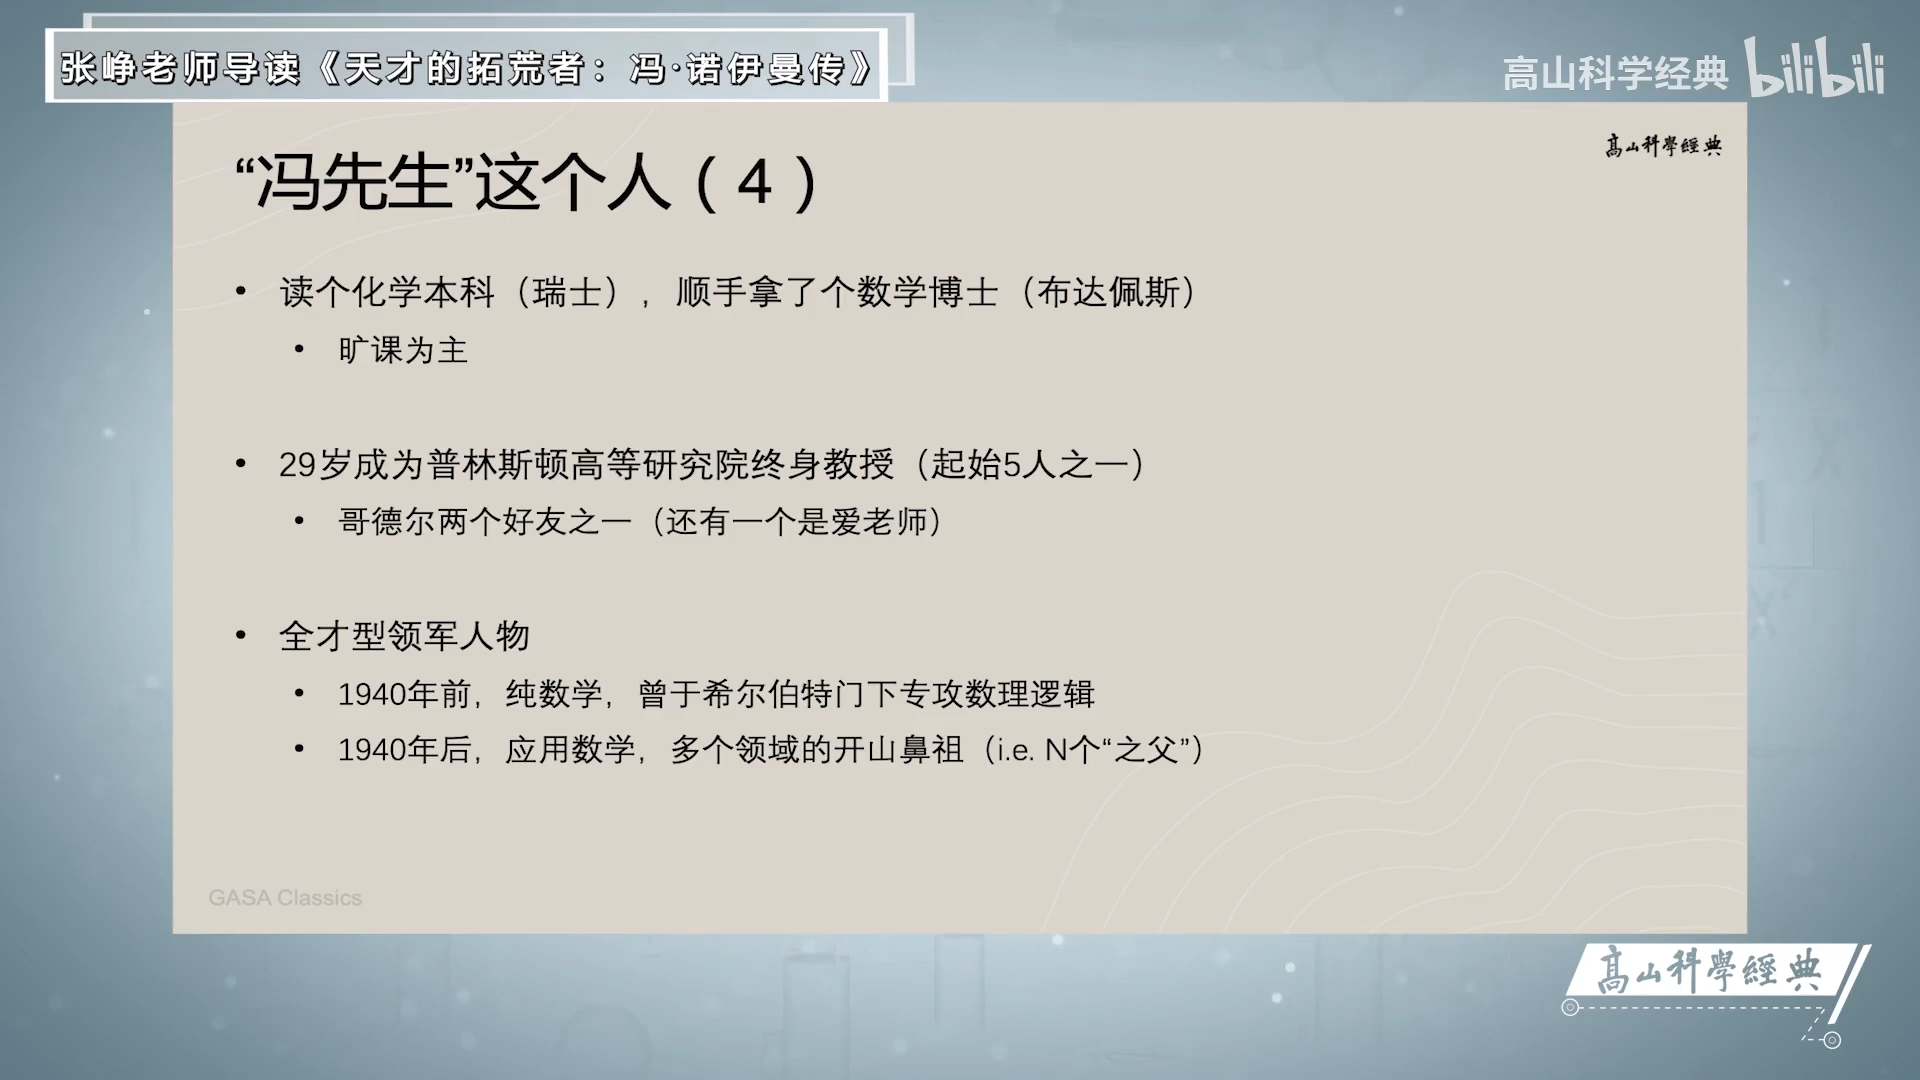 张峥老师导读《天才的拓荒者：冯·诺伊曼传》
高山科学经典 bilibili
高山科學經典
“冯先生”这个人（4）
• 读个化学本科（瑞士），顺手拿了个数学博士（布达佩斯）
• 旷课为主
• 29岁成为普林斯顿高等研究院终身教授（起始5人之一）
• 哥德尔两个好友之一（还有一个是爱老师）
• 全才型领军人物
• 1940年前，纯数学，曾于希尔伯特门下专攻数理逻辑
• 1940年后，应用数学，多个领域的开山鼻祖（i.e. N个“之父”）
GASA Classics
高山科學經典